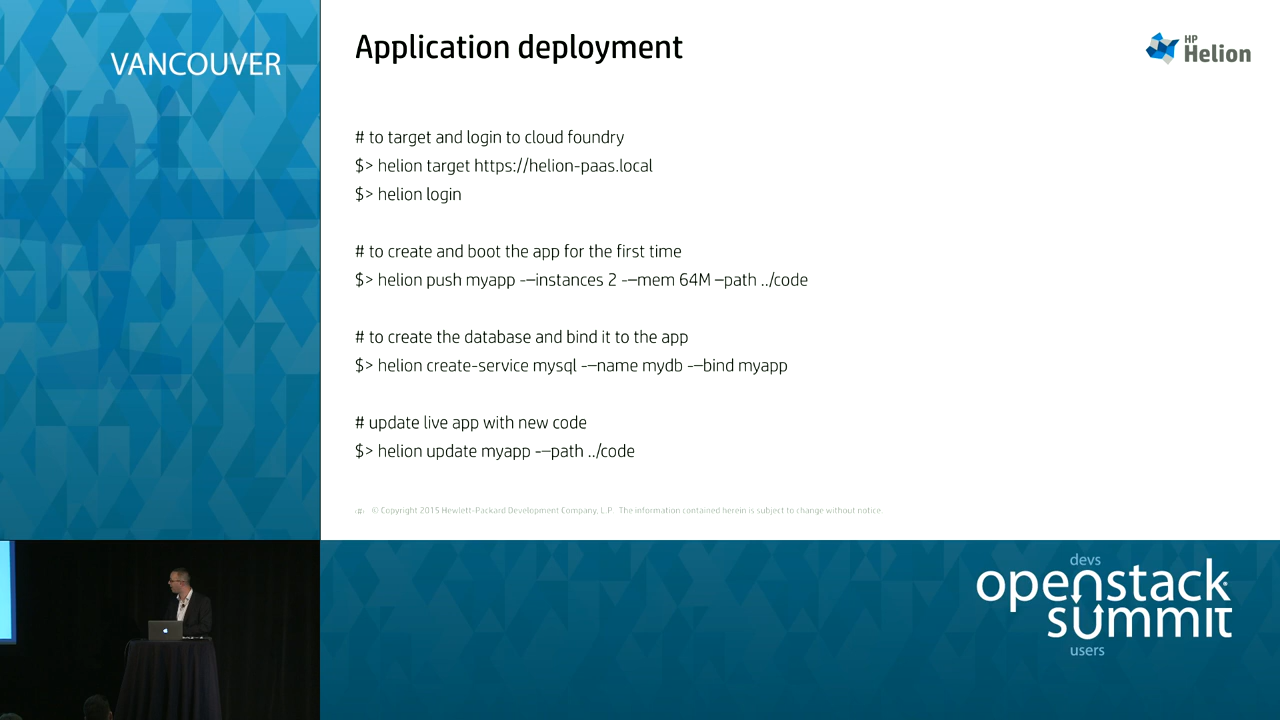 VANCOUVER
Application deployment
HP
Helion
# to target and login to cloud foundry
$> helion target https://helion-paas.local
$> helion login
# to create and boot the app for the first time
$> helion push myapp -–instances 2 -–mem 64M –path ../code
# to create the database and bind it to the app
$> helion create-service mysql -–name mydb -–bind myapp
# update live app with new code
$> helion update myapp -–path ../code
‹#› © Copyright 2015 Hewlett-Packard Development Company, L.P. The information contained herein is subject to change without notice.
devs
openstack
summit
users